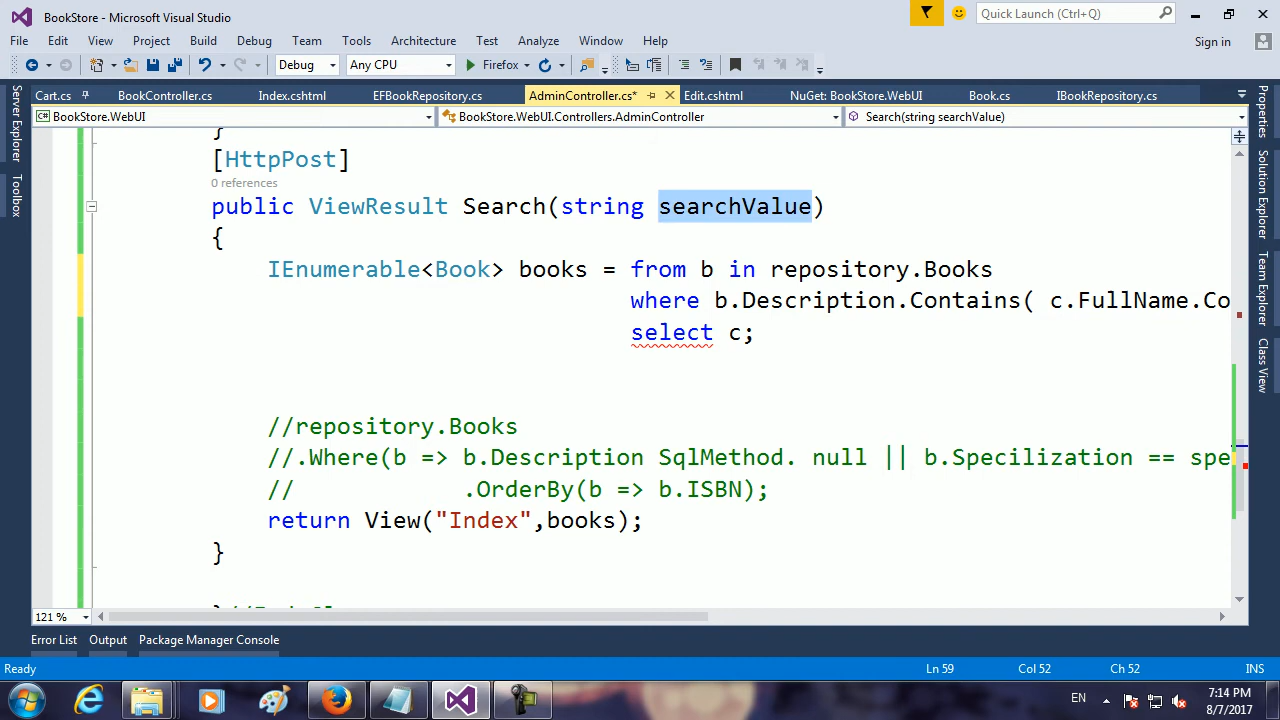 BookStore - Microsoft Visual Studio
Quick Launch (Ctrl+Q)
File Edit View Project Build Debug Team Tools Architecture Test Analyze Window Help
Sign in
Debug Any CPU Firefox
Cart.cs BookController.cs Index.cshtml EFBookRepository.cs AdminController.cs* Edit.cshtml NuGet: BookStore.WebUI Book.cs IBookRepository.cs
BookStore.WebUI BookStore.WebUI.Controllers.AdminController Search(string searchValue)
Server Explorer
Toolbox
}
[HttpPost]
0 references
public ViewResult Search(string searchValue)
{
IEnumerable<Book> books = from b in repository.Books
where b.Description.Contains( c.FullName.Co
select c;
//repository.Books
//.Where(b => b.Description SqlMethod. null || b.Specilization == spe
// .OrderBy(b => b.ISBN);
return View("Index",books);
}
Properties
Solution Explorer
Team Explorer
Class View
121 %
Error List Output Package Manager Console
Ready Ln 59 Col 52 Ch 52 INS
EN 7:14 PM
8/7/2017